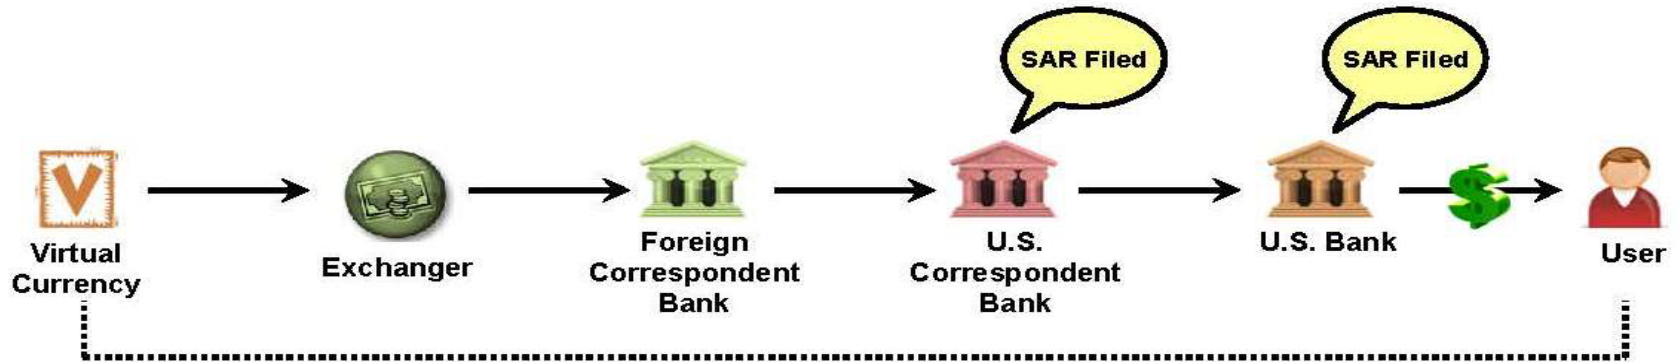 SAR Filed
SAR Filed
Virtual
Currency
Exchanger
Foreign
Correspondent
Bank
U.S.
Correspondent
Bank
U.S. Bank
$
User